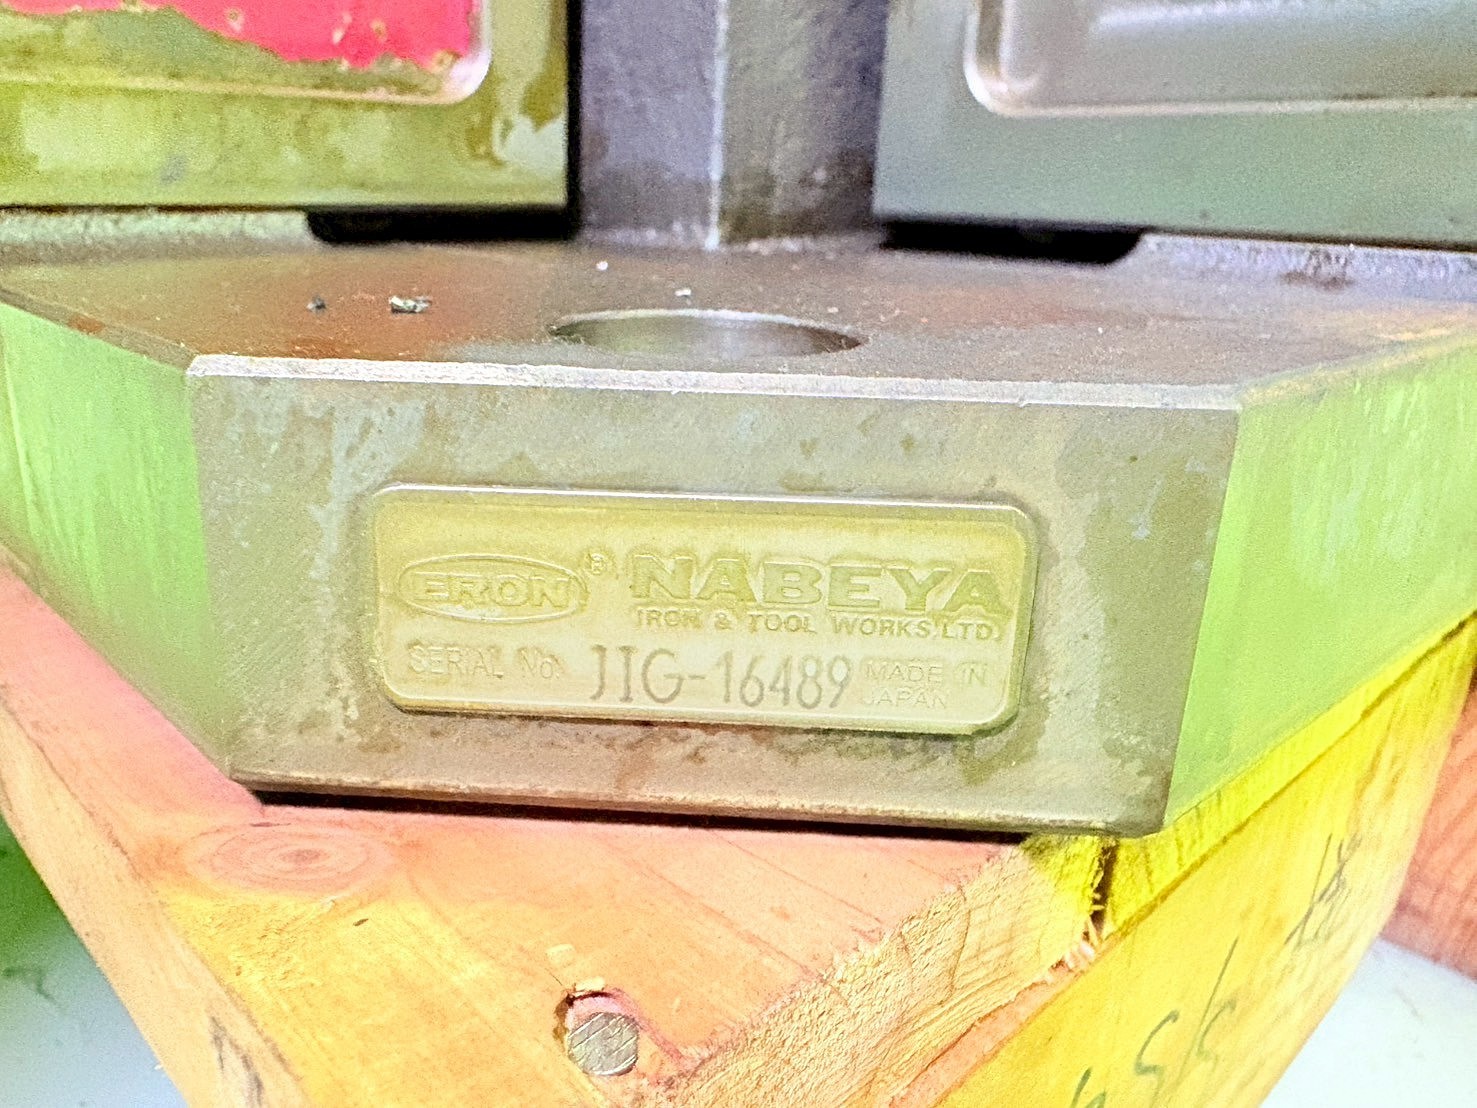 ERON® NABEYA
IRON & TOOL WORKS, LTD.
SERIAL No. JIG-16489 MADE IN
JAPAN